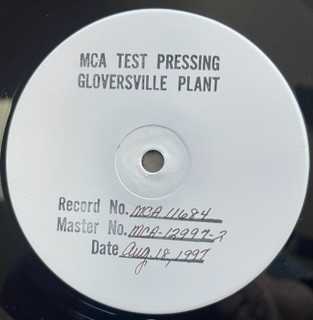 MCA TEST PRESSING
GLOVERSVILLE PLANT
Record No. MCA 11684
Master No. MCA-12997-2
Date Aug. 18, 1997